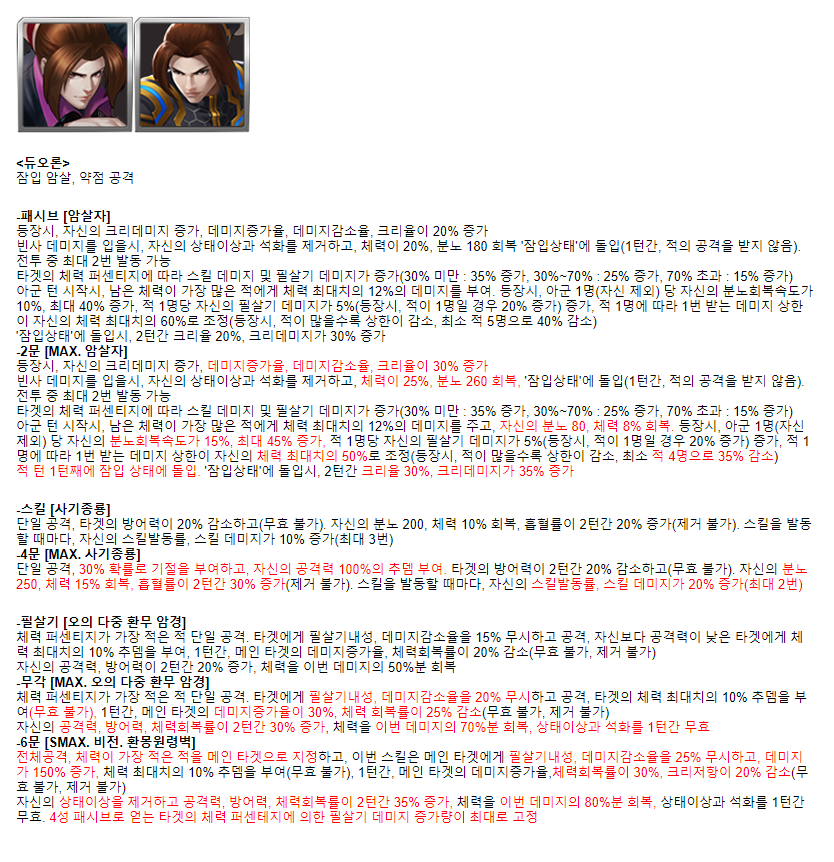 <듀오론>
잠입 암살, 약점 공격
-패시브 [암살자]
등장시, 자신의 크리데미지 증가, 데미지증가율, 데미지감소율, 크리율이 20% 증가
빈사 데미지를 입을시, 자신의 상태이상과 석화를 제거하고, 체력이 20%, 분노 180 회복 '잠입상태'에 돌입(1턴간, 적의 공격을 받지 않음).
전투 중 최대 2번 발동 가능
타겟의 체력 퍼센티지에 따라 스킬 데미지 및 필살기 데미지가 증가(30% 미만 : 35% 증가, 30%~70% : 25% 증가, 70% 초과 : 15% 증가)
아군 턴 시작시, 남은 체력이 가장 많은 적에게 체력 최대치의 12%의 데미지를 부여. 등장시, 아군 1명(자신 제외) 당 자신의 분노회복속도가
10%, 최대 40% 증가, 적 1명당 자신의 필살기 데미지가 5%(등장시, 적이 1명일 경우 20% 증가) 증가, 적 1명에 따라 1번 받는 데미지 상한
이 자신의 체력 최대치의 60%로 조정(등장시, 적이 많을수록 상한이 감소, 최소 적 5명으로 40% 감소)
'잠입상태'에 돌입시, 2턴간 크리율 20%, 크리데미지가 30% 증가
-2문 [MAX. 암살자]
등장시, 자신의 크리데미지 증가, 데미지증가율, 데미지감소율, 크리율이 30% 증가
빈사 데미지를 입을시, 자신의 상태이상과 석화를 제거하고, 체력이 25%, 분노 260 회복, '잠입상태'에 돌입(1턴간, 적의 공격을 받지 않음).
전투 중 최대 2번 발동 가능
타겟의 체력 퍼센티지에 따라 스킬 데미지 및 필살기 데미지가 증가(30% 미만 : 35% 증가, 30%~70% : 25% 증가, 70% 초과 : 15% 증가)
아군 턴 시작시, 남은 체력이 가장 많은 적에게 체력 최대치의 12%의 데미지를 주고, 자신의 분노 80, 체력 8% 회복. 등장시, 아군 1명(자신
제외) 당 자신의 분노회복속도가 15%, 최대 45% 증가, 적 1명당 자신의 필살기 데미지가 5%(등장시, 적이 1명일 경우 20% 증가) 증가, 적 1
명에 따라 1번 받는 데미지 상한이 자신의 체력 최대치의 50%로 조정(등장시, 적이 많을수록 상한이 감소, 최소 적 4명으로 35% 감소)
적 턴 1턴째에 잠입 상태에 돌입. '잠입상태'에 돌입시, 2턴간 크리율 30%, 크리데미지가 35% 증가
-스킬 [사기종룡]
단일 공격, 타겟의 방어력이 20% 감소하고(무효 불가). 자신의 분노 200, 체력 10% 회복, 흡혈률이 2턴간 20% 증가(제거 불가). 스킬을 발동
할 때마다, 자신의 스킬발동률, 스킬 데미지가 10% 증가(최대 3번)
-4문 [MAX. 사기종룡]
단일 공격, 30% 확률로 기절을 부여하고, 자신의 공격력 100%의 추뎀 부여. 타겟의 방어력이 2턴간 20% 감소하고(무효 불가). 자신의 분노
250, 체력 15% 회복, 흡혈률이 2턴간 30% 증가(제거 불가). 스킬을 발동할 때마다, 자신의 스킬발동률, 스킬 데미지가 20% 증가(최대 2번)
-필살기 [오의 다중 환무 암경]
체력 퍼센티지가 가장 적은 적 단일 공격. 타겟에게 필살기내성, 데미지감소율을 15% 무시하고 공격, 자신보다 공격력이 낮은 타겟에게 체
력 최대치의 10% 추뎀을 부여, 1턴간, 메인 타겟의 데미지증가율, 체력회복률이 20% 감소(무효 불가, 제거 불가)
자신의 공격력, 방어력이 2턴간 20% 증가, 체력을 이번 데미지의 50%분 회복
-무각 [MAX. 오의 다중 환무 암경]
체력 퍼센티지가 가장 적은 적 단일 공격. 타겟에게 필살기내성, 데미지감소율을 20% 무시하고 공격, 타겟의 체력 최대치의 10% 추뎀을 부
여(무효 불가), 1턴간, 메인 타겟의 데미지증가율이 30%, 체력 회복률이 25% 감소(무효 불가, 제거 불가)
자신의 공격력, 방어력, 체력회복률이 2턴간 30% 증가, 체력을 이번 데미지의 70%분 회복, 상태이상과 석화를 1턴간 무효
-6문 [SMAX. 비전. 환몽원령벽]
전체공격, 체력이 가장 적은 적을 메인 타겟으로 지정하고, 이번 스킬은 메인 타겟에게 필살기내성, 데미지감소율을 25% 무시하고, 데미지
가 150% 증가, 체력 최대치의 10% 추뎀을 부여(무효 불가), 1턴간, 메인 타겟의 데미지증가율,체력회복률이 30%, 크리저항이 20% 감소(무
효 불가, 제거 불가)
자신의 상태이상을 제거하고 공격력, 방어력, 체력회복률이 2턴간 35% 증가, 체력을 이번 데미지의 80%분 회복, 상태이상과 석화를 1턴간
무효. 4성 패시브로 얻는 타겟의 체력 퍼센테지에 의한 필살기 데미지 증가량이 최대로 고정